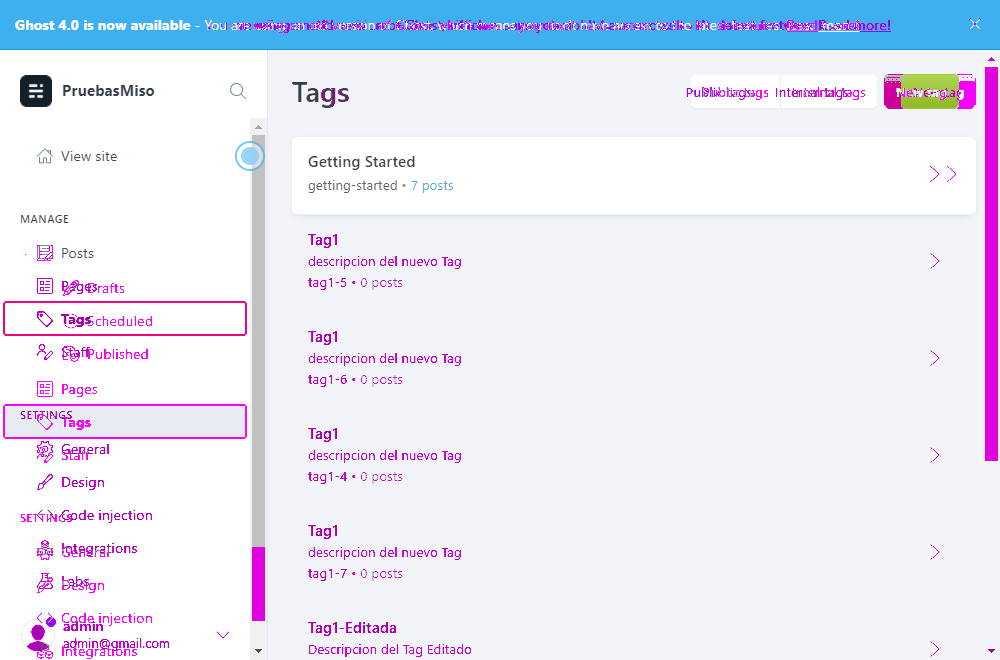 Ghost 4.0 is now available - You are
PruebasMiso
Tags
Public tags Internal tags
New tag
View site
Getting Started
getting-started • 7 posts
MANAGE
Posts
Pages
Drafts
Tags
Scheduled
Staff
Published
Pages
SETTINGS
Tags
General
Staff
Design
Code injection
SETTINGS
Integrations
General
Labs
Design
Code injection
admin
admin@gmail.com
Integrations
Tag1
descripcion del nuevo Tag
tag1-5 • 0 posts
Tag1
descripcion del nuevo Tag
tag1-6 • 0 posts
Tag1
descripcion del nuevo Tag
tag1-4 • 0 posts
Tag1
descripcion del nuevo Tag
tag1-7 • 0 posts
Tag1-Editada
Descripcion del Tag Editado